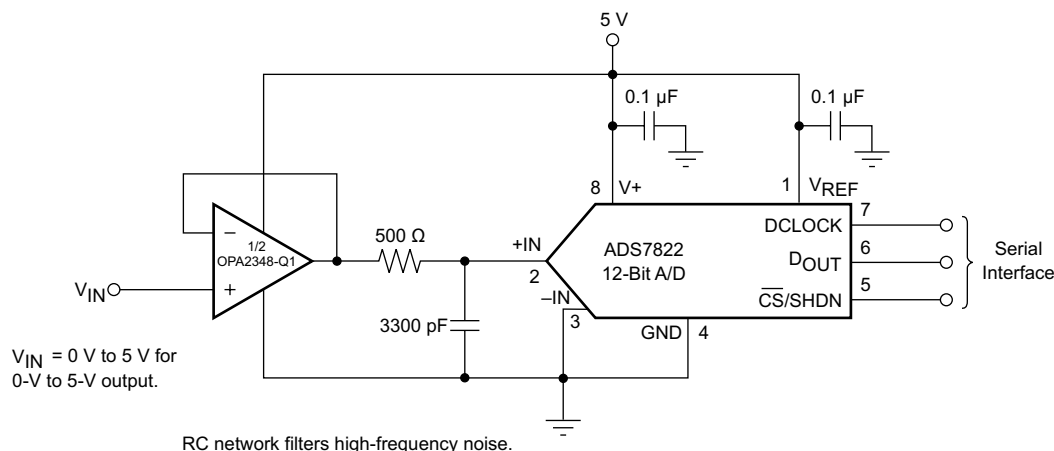 5 V
0.1 µF
0.1 µF
8
V+
1
VREF
7
DCLOCK
6
DOUT
5
CS/SHDN
Serial
Interface
ADS7822
12-Bit A/D
+IN
2
–IN
3
GND
4
500 Ω
3300 pF
–
1/2
OPA2348-Q1
+
VIN
VIN = 0 V to 5 V for
0-V to 5-V output.
RC network filters high-frequency noise.